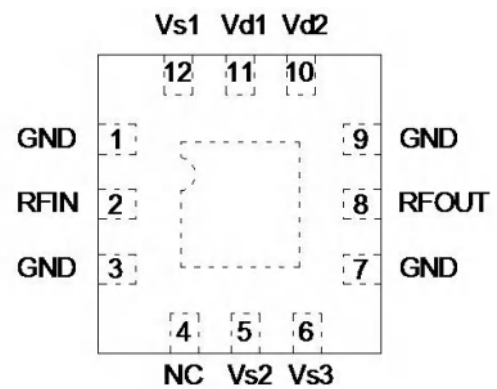 Vs1 Vd1 Vd2
12 11 10
GND 1 9 GND
RFIN 2 8 RFOUT
GND 3 7 GND
4 5 6
NC Vs2 Vs3